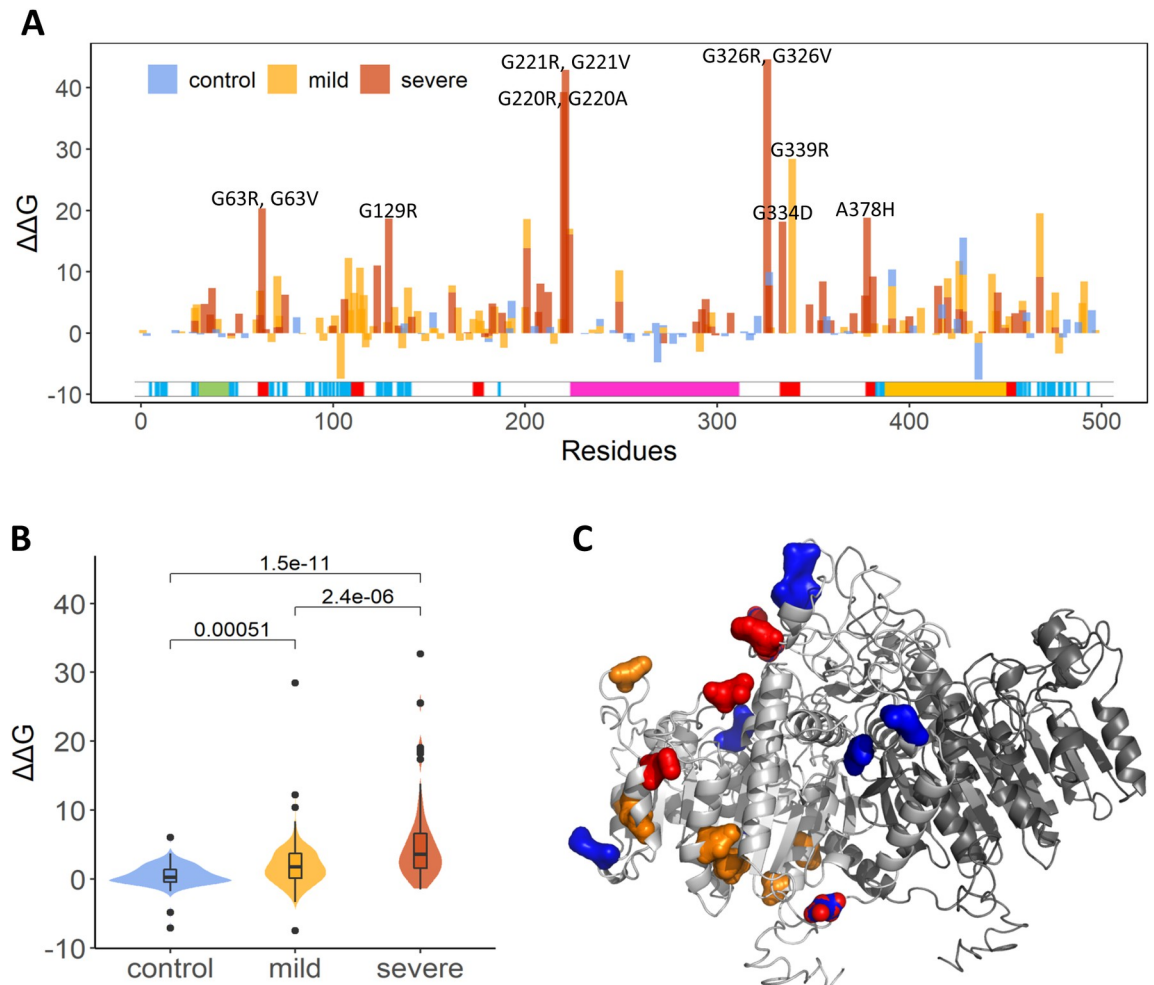 A
control mild severe
G221R, G221V
G326R, G326V
G220R, G220A
G339R
G63R, G63V
G129R
G334D
A378H
ΔΔG
40
30
20
10
0
-10
0 100 200 300 400 500
Residues
B
1.5e-11
2.4e-06
0.00051
ΔΔG
40
30
20
10
0
-10
control mild severe
C